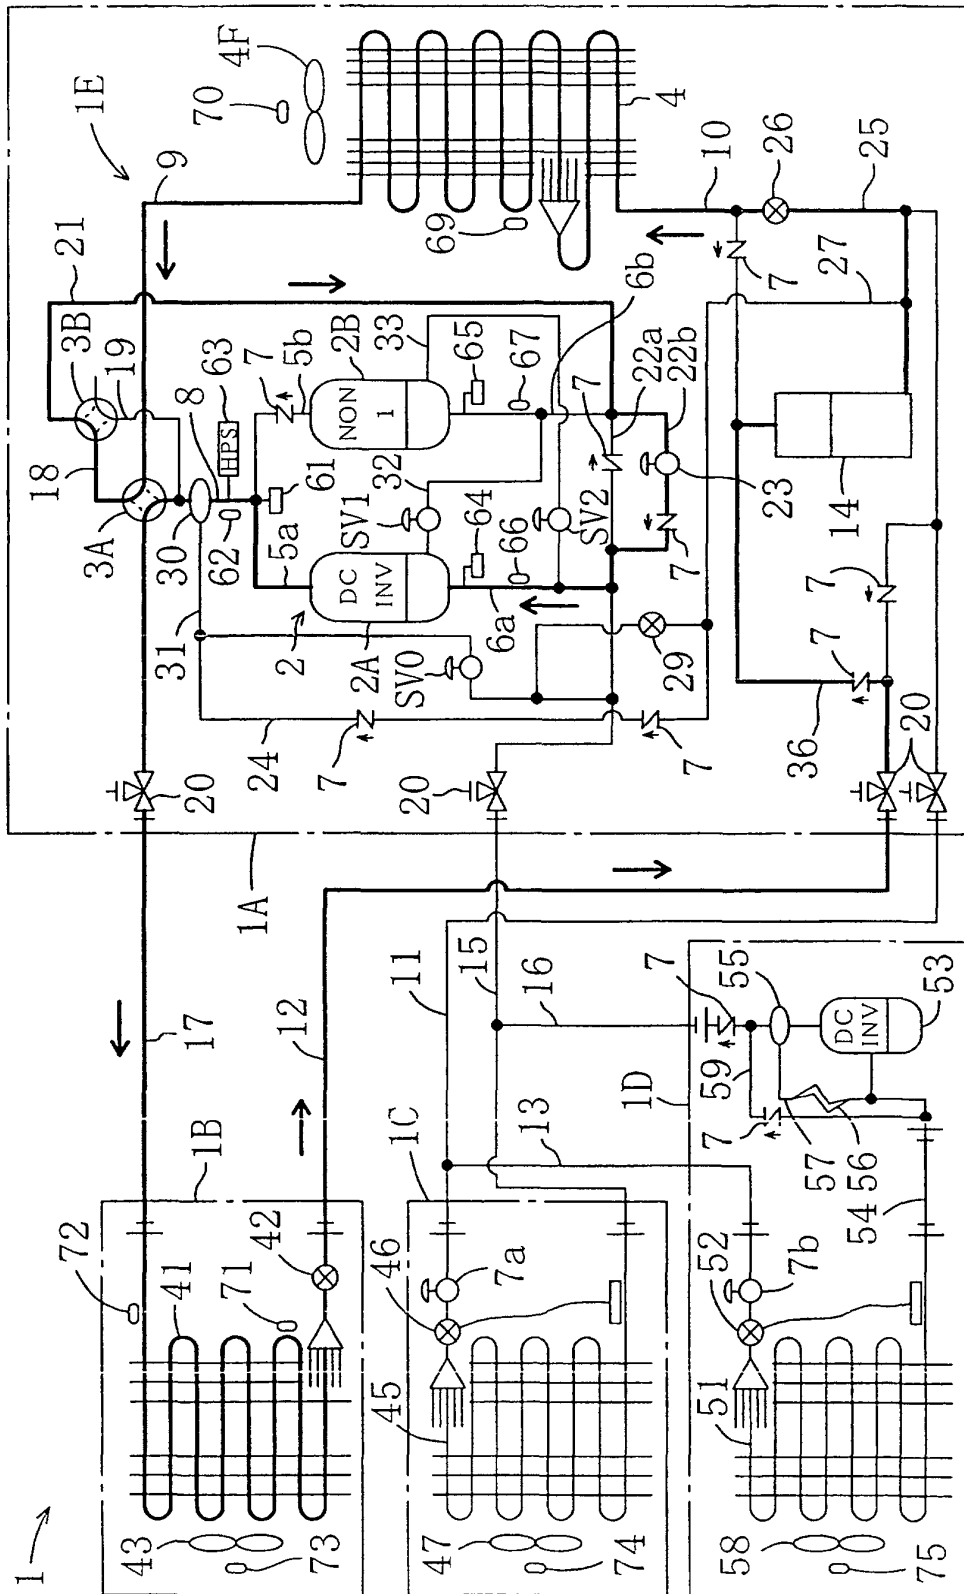 1
43
73
41
72
71
42
1B
17
12
20
1A
1E
9
21
3B
19
18
3A
8
63
HPS
30
62
31
24
7
61
5a
5b
7
2
2A
DC
INV
2B
NON
1
SV0
SV1
32
33
64
65
66
67
6a
6b
SV2
7
22a
22b
23
7
29
7
70
4F
69
4
10
26
25
27
7
14
7
7
36
20
20
47
74
45
46
7a
1C
11
15
16
13
1D
58
75
51
52
7b
54
56
57
59
7
7
55
DC
INV
53